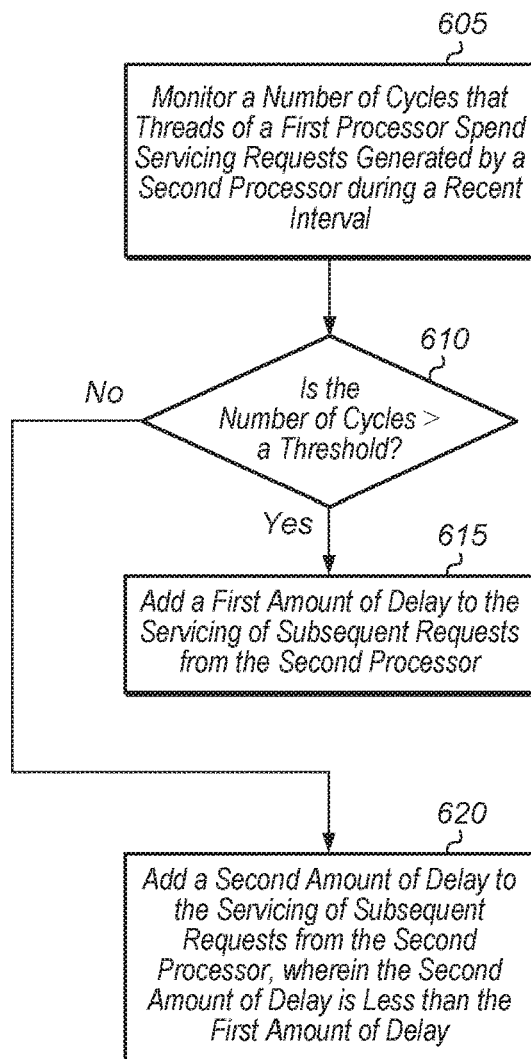 605
Monitor a Number of Cycles that
Threads of a First Processor Spend
Servicing Requests Generated by a
Second Processor during a Recent
Interval
610
Is the
Number of Cycles >
a Threshold?
No
Yes
615
Add a First Amount of Delay to the
Servicing of Subsequent Requests
from the Second Processor
620
Add a Second Amount of Delay to
the Servicing of Subsequent
Requests from the Second
Processor, wherein the Second
Amount of Delay is Less than the
First Amount of Delay